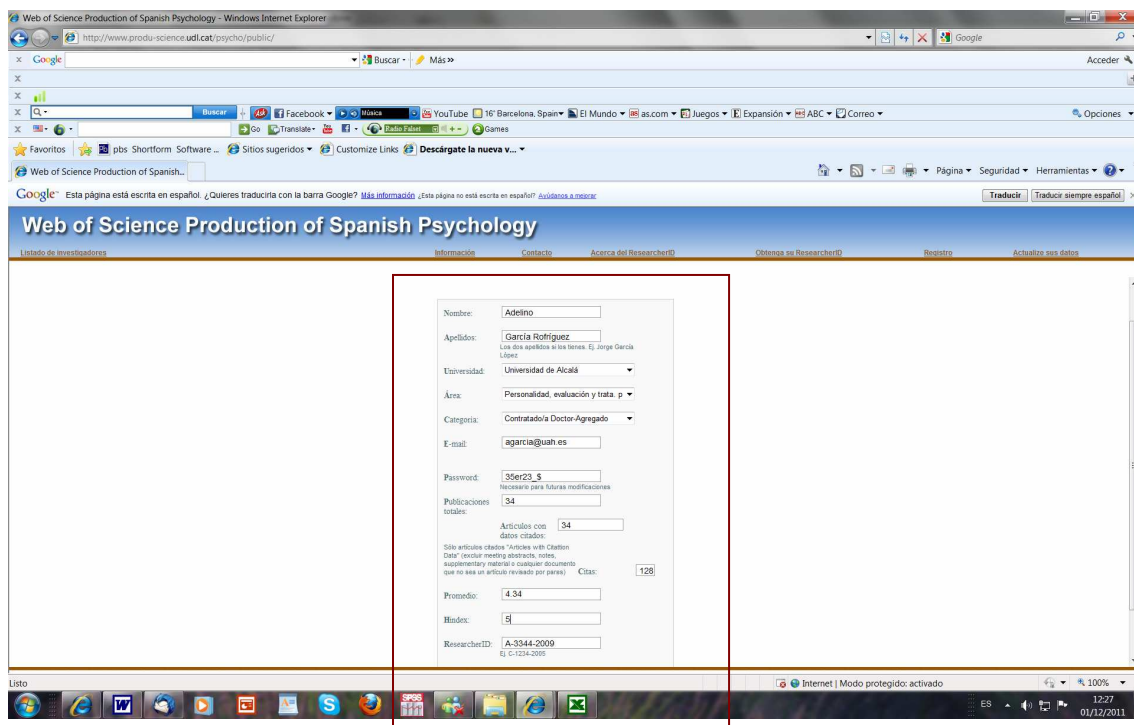 Web of Science Production of Spanish Psychology - Windows Internet Explorer
http://www.produ-science.udl.cat/psycho/public/
Google
x Google Buscar Más >> Acceder
x
x
x Buscar Facebook Música YouTube 16° Barcelona, Spain El Mundo as.com Juegos Expansión ABC Correo Opciones
x Go Translate Radio Falset Games
Favoritos pbs Shortform Software ... Sitios sugeridos Customize Links Descárgate la nueva v...
Web of Science Production of Spanish... Página Seguridad Herramientas
Google Esta página está escrita en español. ¿Quieres traducirla con la barra Google? Más información ¿Esta página no está escrita en español? Ayúdanos a mejorar Traducir Traducir siempre español
Web of Science Production of Spanish Psychology
Listado de investigadores Información Contacto Acerca del ResearcherID Obtenga su ResearcherID Registro Actualize sus datos
Nombre: Adelino
Apellidos: García Rofríguez
Los dos apellidos si los tienes. Ej. Jorge García
López
Universidad: Universidad de Alcalá
Área: Personalidad, evaluación y trata. p
Categoria: Contratado/a Doctor-Agregado
E-mail: agarcia@uah.es
Password: 35er23_$
Necesario para futuras modificaciones
Publicaciones 34
totales:
Articulos con 34
datos citados:
Sólo artículos citados "Articles with Citattion
Data" (excluir meeting abstracts, notes,
supplementary material o cualquier documento
que no sea un artículo revisado por pares) Citas: 128
Promedio: 4.34
Hindex: 5
ResearcherID: A-3344-2009
Ej. C-1234-2005
Listo Internet | Modo protegido: activado 100%
SPSS
ES 12:27
01/12/2011